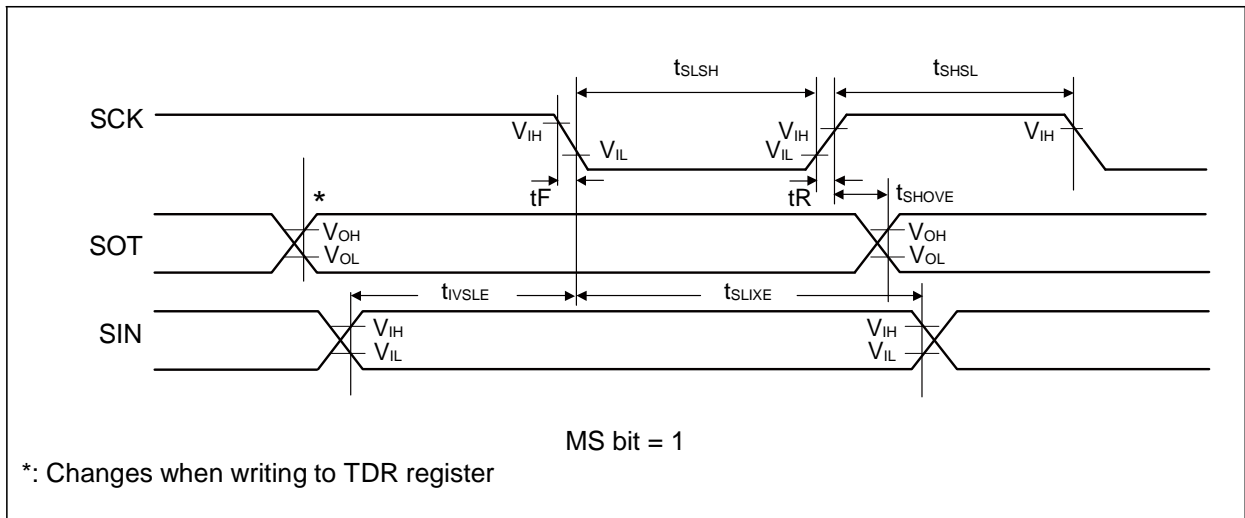 tSLSH tSHSL
SCK
VIH VIL VIL VIH VIH
tF tR tSHOVE
*
SOT
VOH VOL VOH VOL
tIVSLE tSLIXE
SIN
VIH VIL VIH VIL
MS bit = 1
*: Changes when writing to TDR register